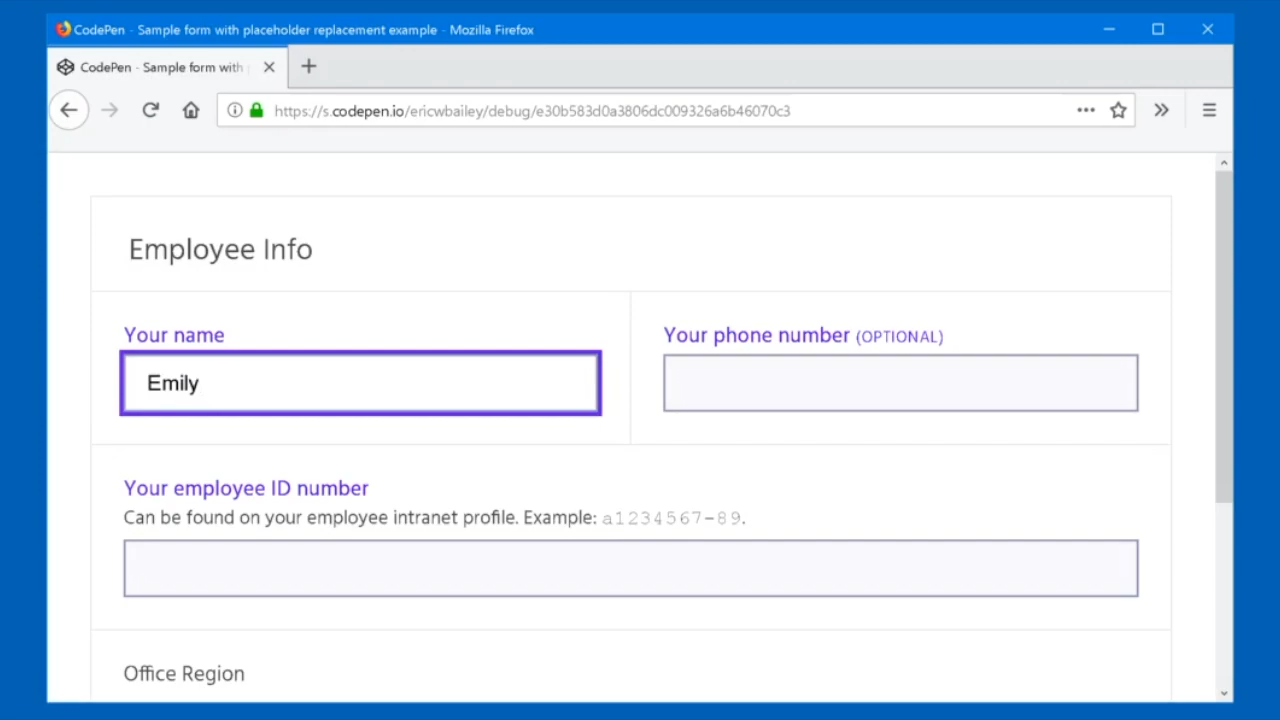 CodePen - Sample form with placeholder replacement example - Mozilla Firefox
CodePen - Sample form with
https://s.codepen.io/ericwbailey/debug/e30b583d0a3806dc009326a6b46070c3
Employee Info
Your name
Your phone number (OPTIONAL)
Emily
Your employee ID number
Can be found on your employee intranet profile. Example: a1234567-89.
Office Region